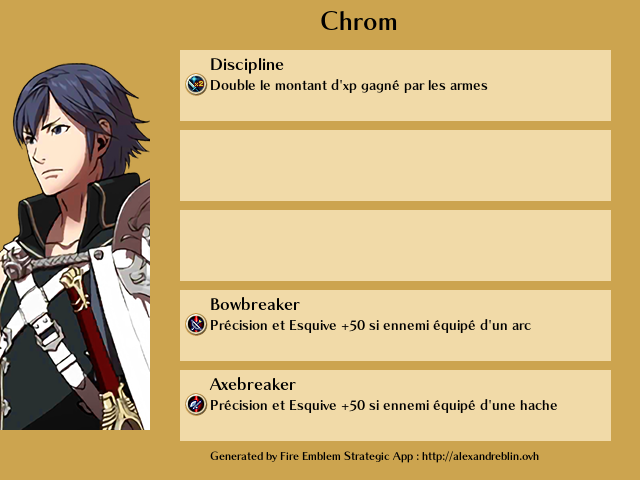 Chrom
Discipline
x2
Double le montant d'xp gagné par les armes
Bowbreaker
Précision et Esquive +50 si ennemi équipé d'un arc
Axebreaker
Précision et Esquive +50 si ennemi équipé d'une hache
Generated by Fire Emblem Strategic App : http://alexandreblin.ovh